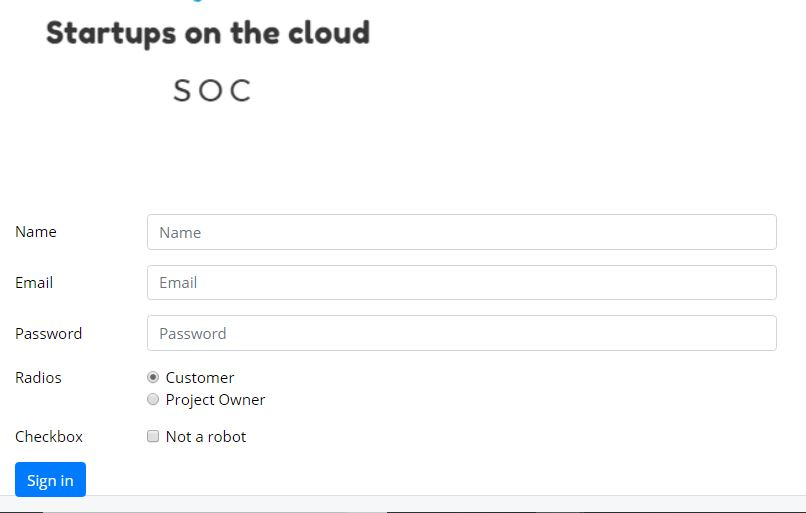 Startups on the cloud
SOC
Name Name
Email Email
Password Password
Radios Customer
Project Owner
Checkbox Not a robot
Sign in